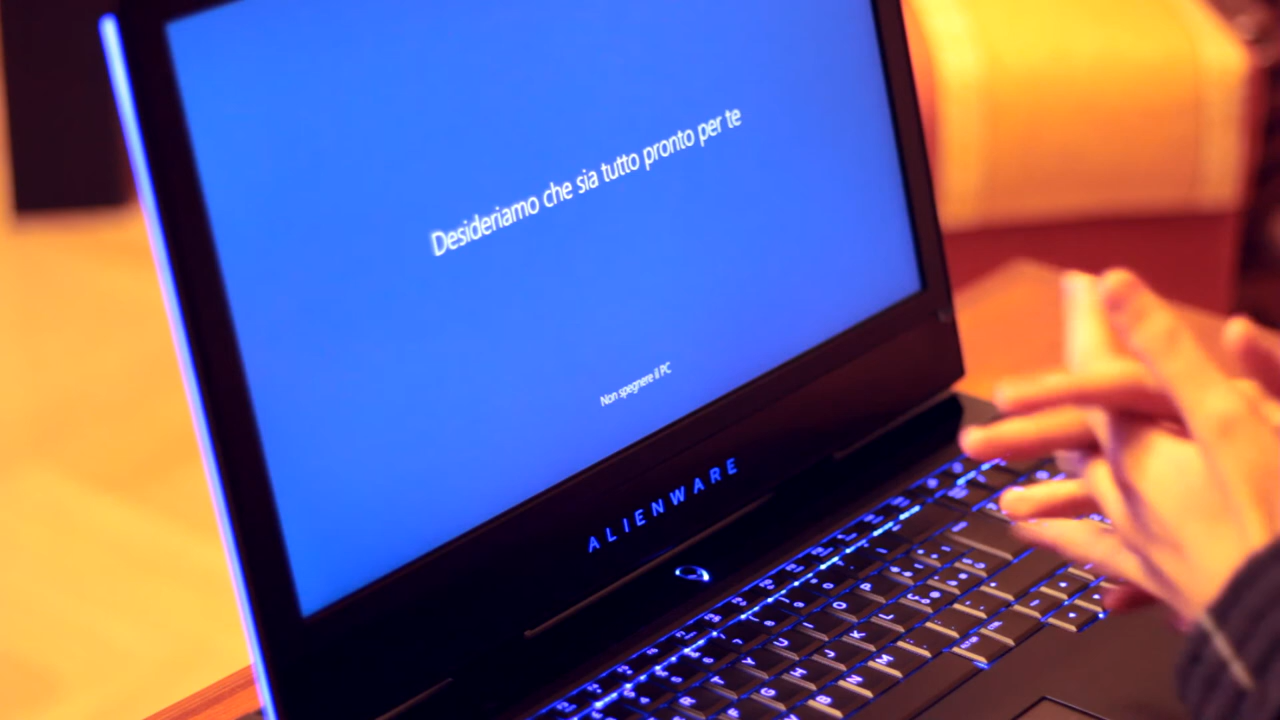 Desideriamo che sia tutto pronto per te
Non spegnere il PC
ALIENWARE
O P
T Y U I
J K L
F G H
V B N M